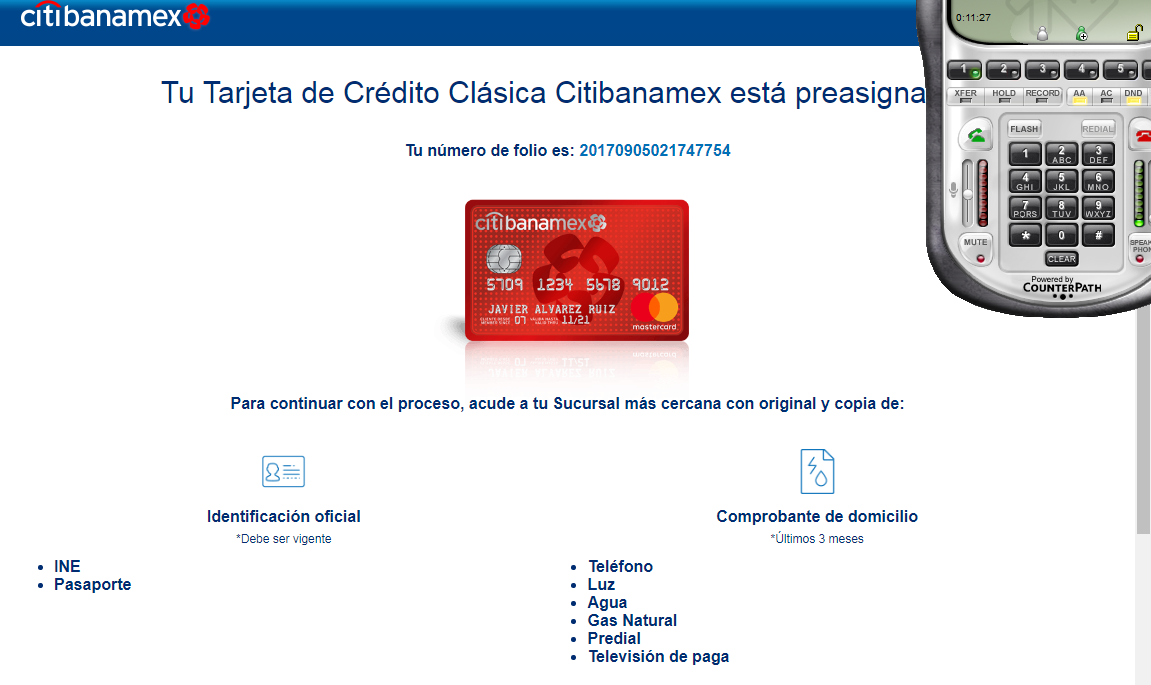 citibanamex
Tu Tarjeta de Crédito Clásica Citibanamex está preasigna
Tu número de folio es: 20170905021747754
citibanamex
5709 1234 5678 9012
JAVIER ALVAREZ RUIZ
MEMBER SINCE 07 VALID THRU 11/21
mastercard
Para continuar con el proceso, acude a tu Sucursal más cercana con original y copia de:
Identificación oficial
*Debe ser vigente
INE
Pasaporte
Comprobante de domicilio
*Últimos 3 meses
Teléfono
Luz
Agua
Gas Natural
Predial
Televisión de paga
0:11:27
1 2 3 4 5
XFER HOLD RECORD AA AC DND
FLASH REDIAL
1 2 ABC 3 DEF
4 GHI 5 JKL 6 MNO
7 PQRS 8 TUV 9 WXYZ
* 0 #
MUTE
CLEAR
SPEAK
PHON
Powered by
COUNTERPATH